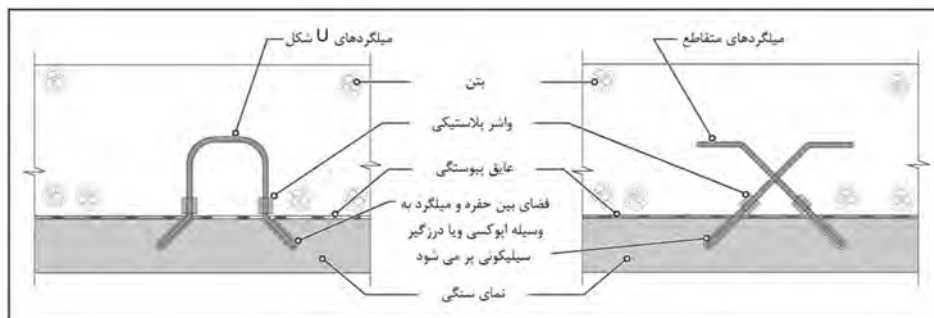 میلگردهای U شکل
میلگردهای متقاطع
بتن
واشر پلاستیکی
عایق پیوستگی
فضای بین حفره و میلگرد به
وسیله اپوکسی ویا درزگیر
سیلیکونی پر می شود
نمای سنگی